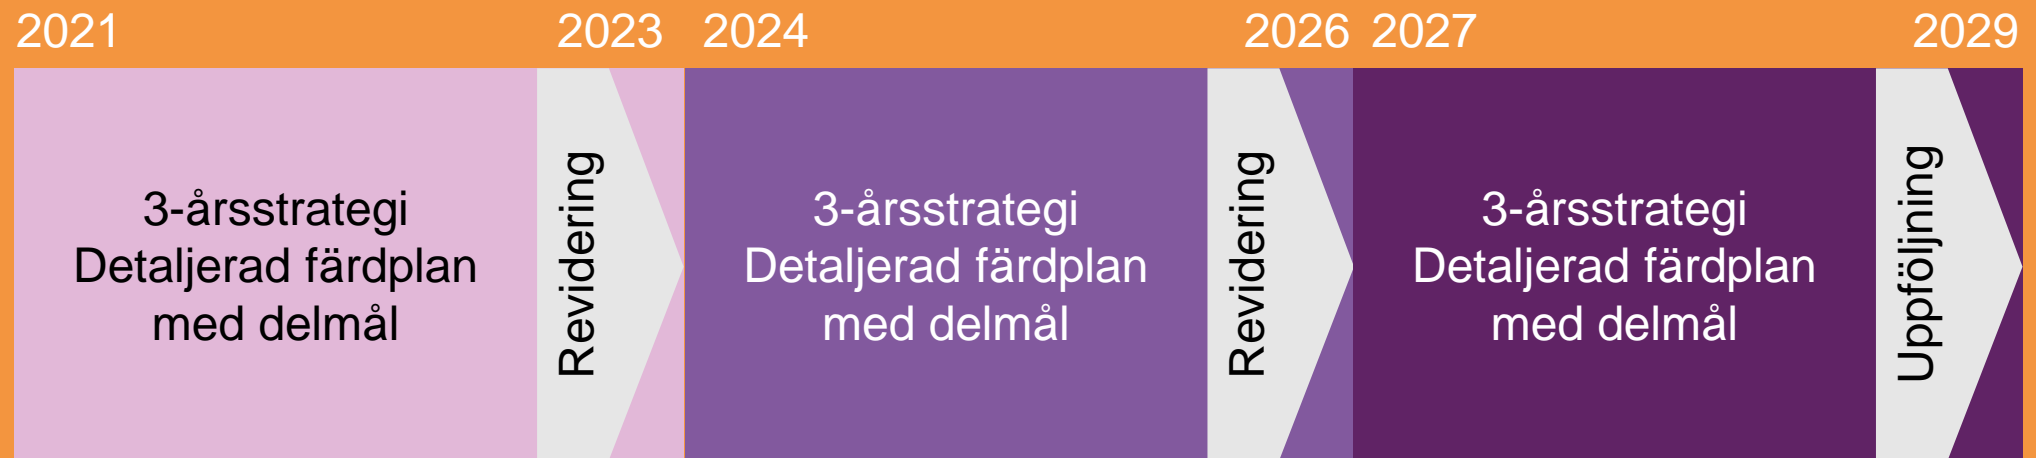 2021
2023
2024
2026
2027
2029
3-årsstrategi
Detaljerad färdplan
med delmål
Revidering
3-årsstrategi
Detaljerad färdplan
med delmål
Revidering
3-årsstrategi
Detaljerad färdplan
med delmål
Uppföljning